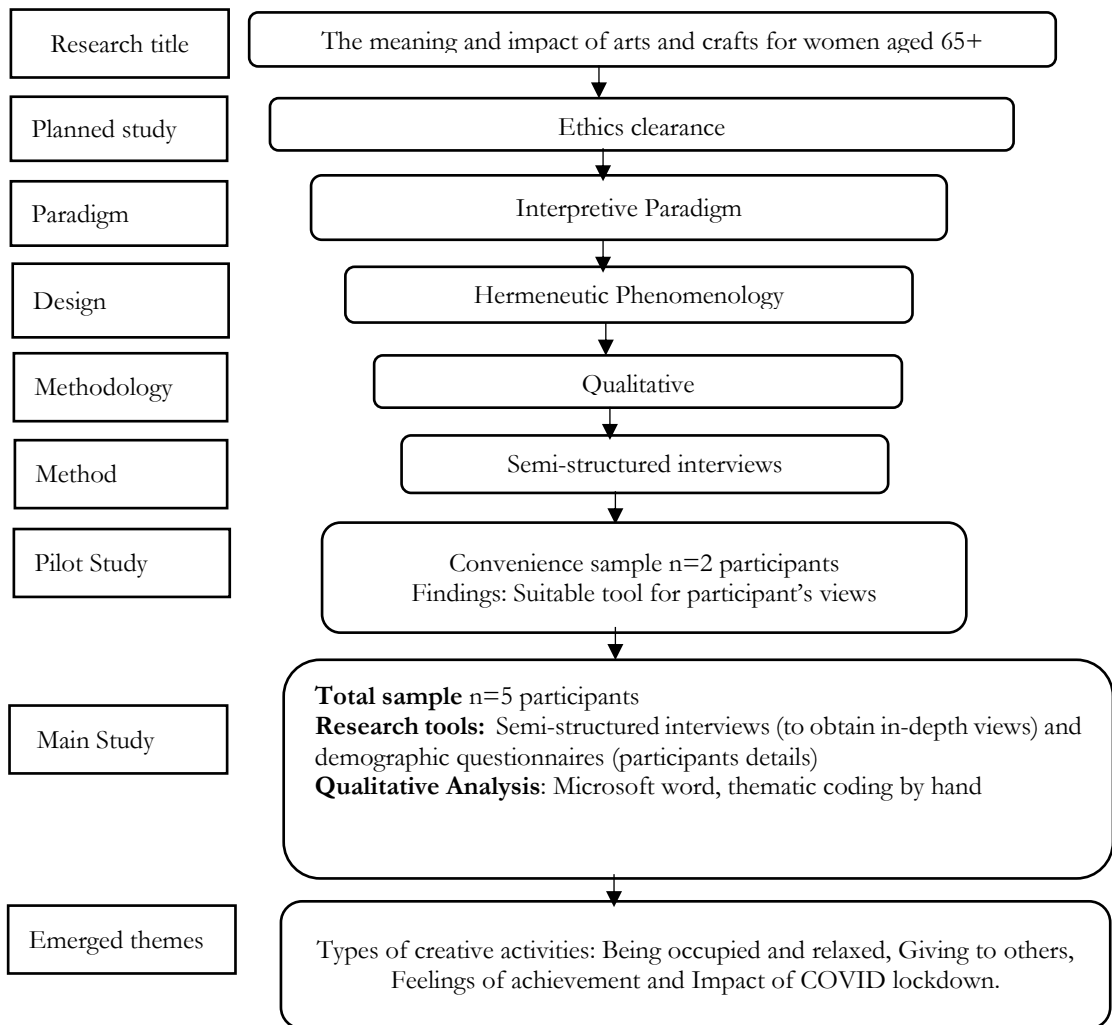 Research title
The meaning and impact of arts and crafts for women aged 65+
Planned study
Ethics clearance
Paradigm
Interpretive Paradigm
Design
Hermeneutic Phenomenology
Methodology
Qualitative
Method
Semi-structured interviews
Pilot Study
Convenience sample n=2 participants
Findings: Suitable tool for participant’s views
Main Study
Total sample n=5 participants
Research tools: Semi-structured interviews (to obtain in-depth views) and
demographic questionnaires (participants details)
Qualitative Analysis: Microsoft word, thematic coding by hand
Emerged themes
Types of creative activities: Being occupied and relaxed, Giving to others,
Feelings of achievement and Impact of COVID lockdown.